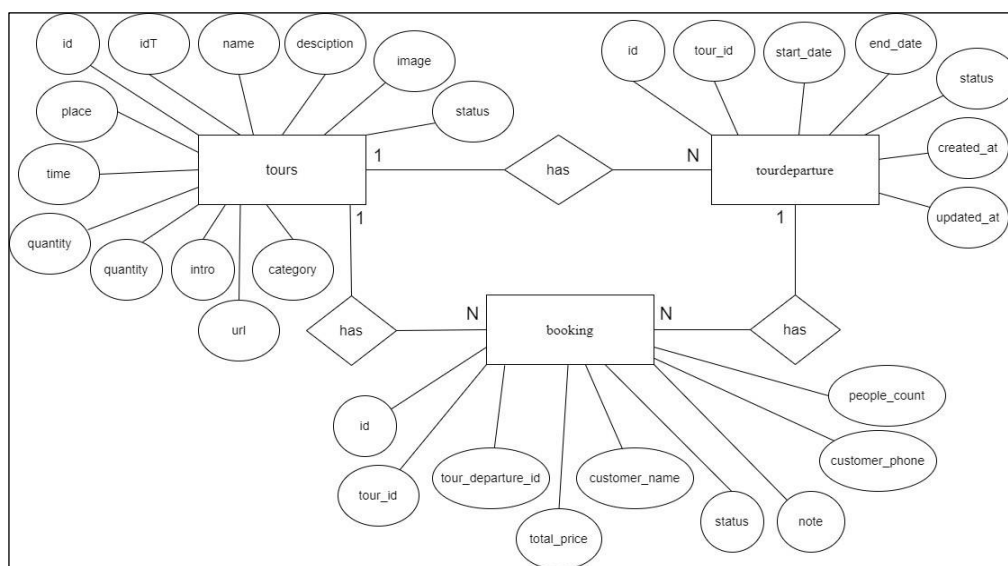 id
idT
name
desciption
image
status
place
time
quantity
quantity
intro
category
url
tours
1
has
N
tourdeparture
id
tour_id
start_date
end_date
status
created_at
updated_at
1
has
N
booking
N
has
1
id
tour_id
tour_departure_id
total_price
customer_name
status
note
customer_phone
people_count